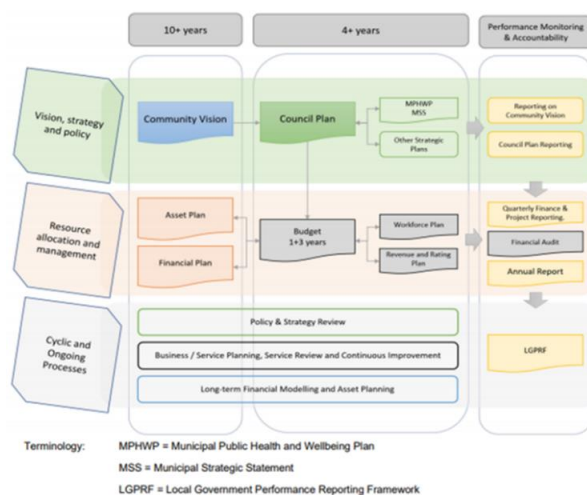 10+ years
4+ years
Performance Monitoring
& Accountability
Vision, strategy
and policy
Community Vision
Council Plan
MPHWP
MSS
Other Strategic
Plans
Reporting on
Community Vision
Council Plan Reporting
Resource
allocation and
management
Asset Plan
Financial Plan
Budget
1+3 years
Workforce Plan
Revenue and Rating
Plan
Quarterly Finance &
Project Reporting.
Financial Audit
Annual Report
Cyclic and
Ongoing
Processes
Policy & Strategy Review
Business / Service Planning, Service Review and Continuous Improvement
Long-term Financial Modelling and Asset Planning
LGPRF
Terminology: MPHWP = Municipal Public Health and Wellbeing Plan
MSS = Municipal Strategic Statement
LGPRF = Local Government Performance Reporting Framework